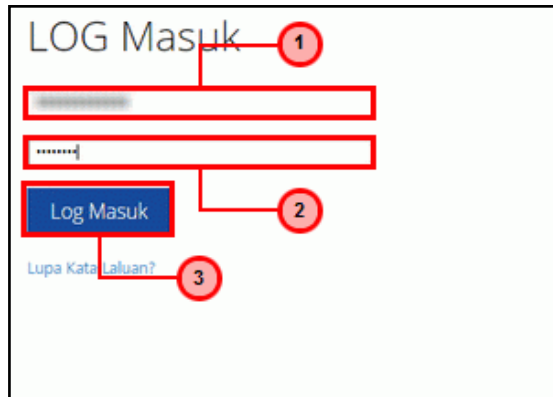 LOG Masuk
1
••••••••
Log Masuk
2
Lupa Kata Laluan?
3